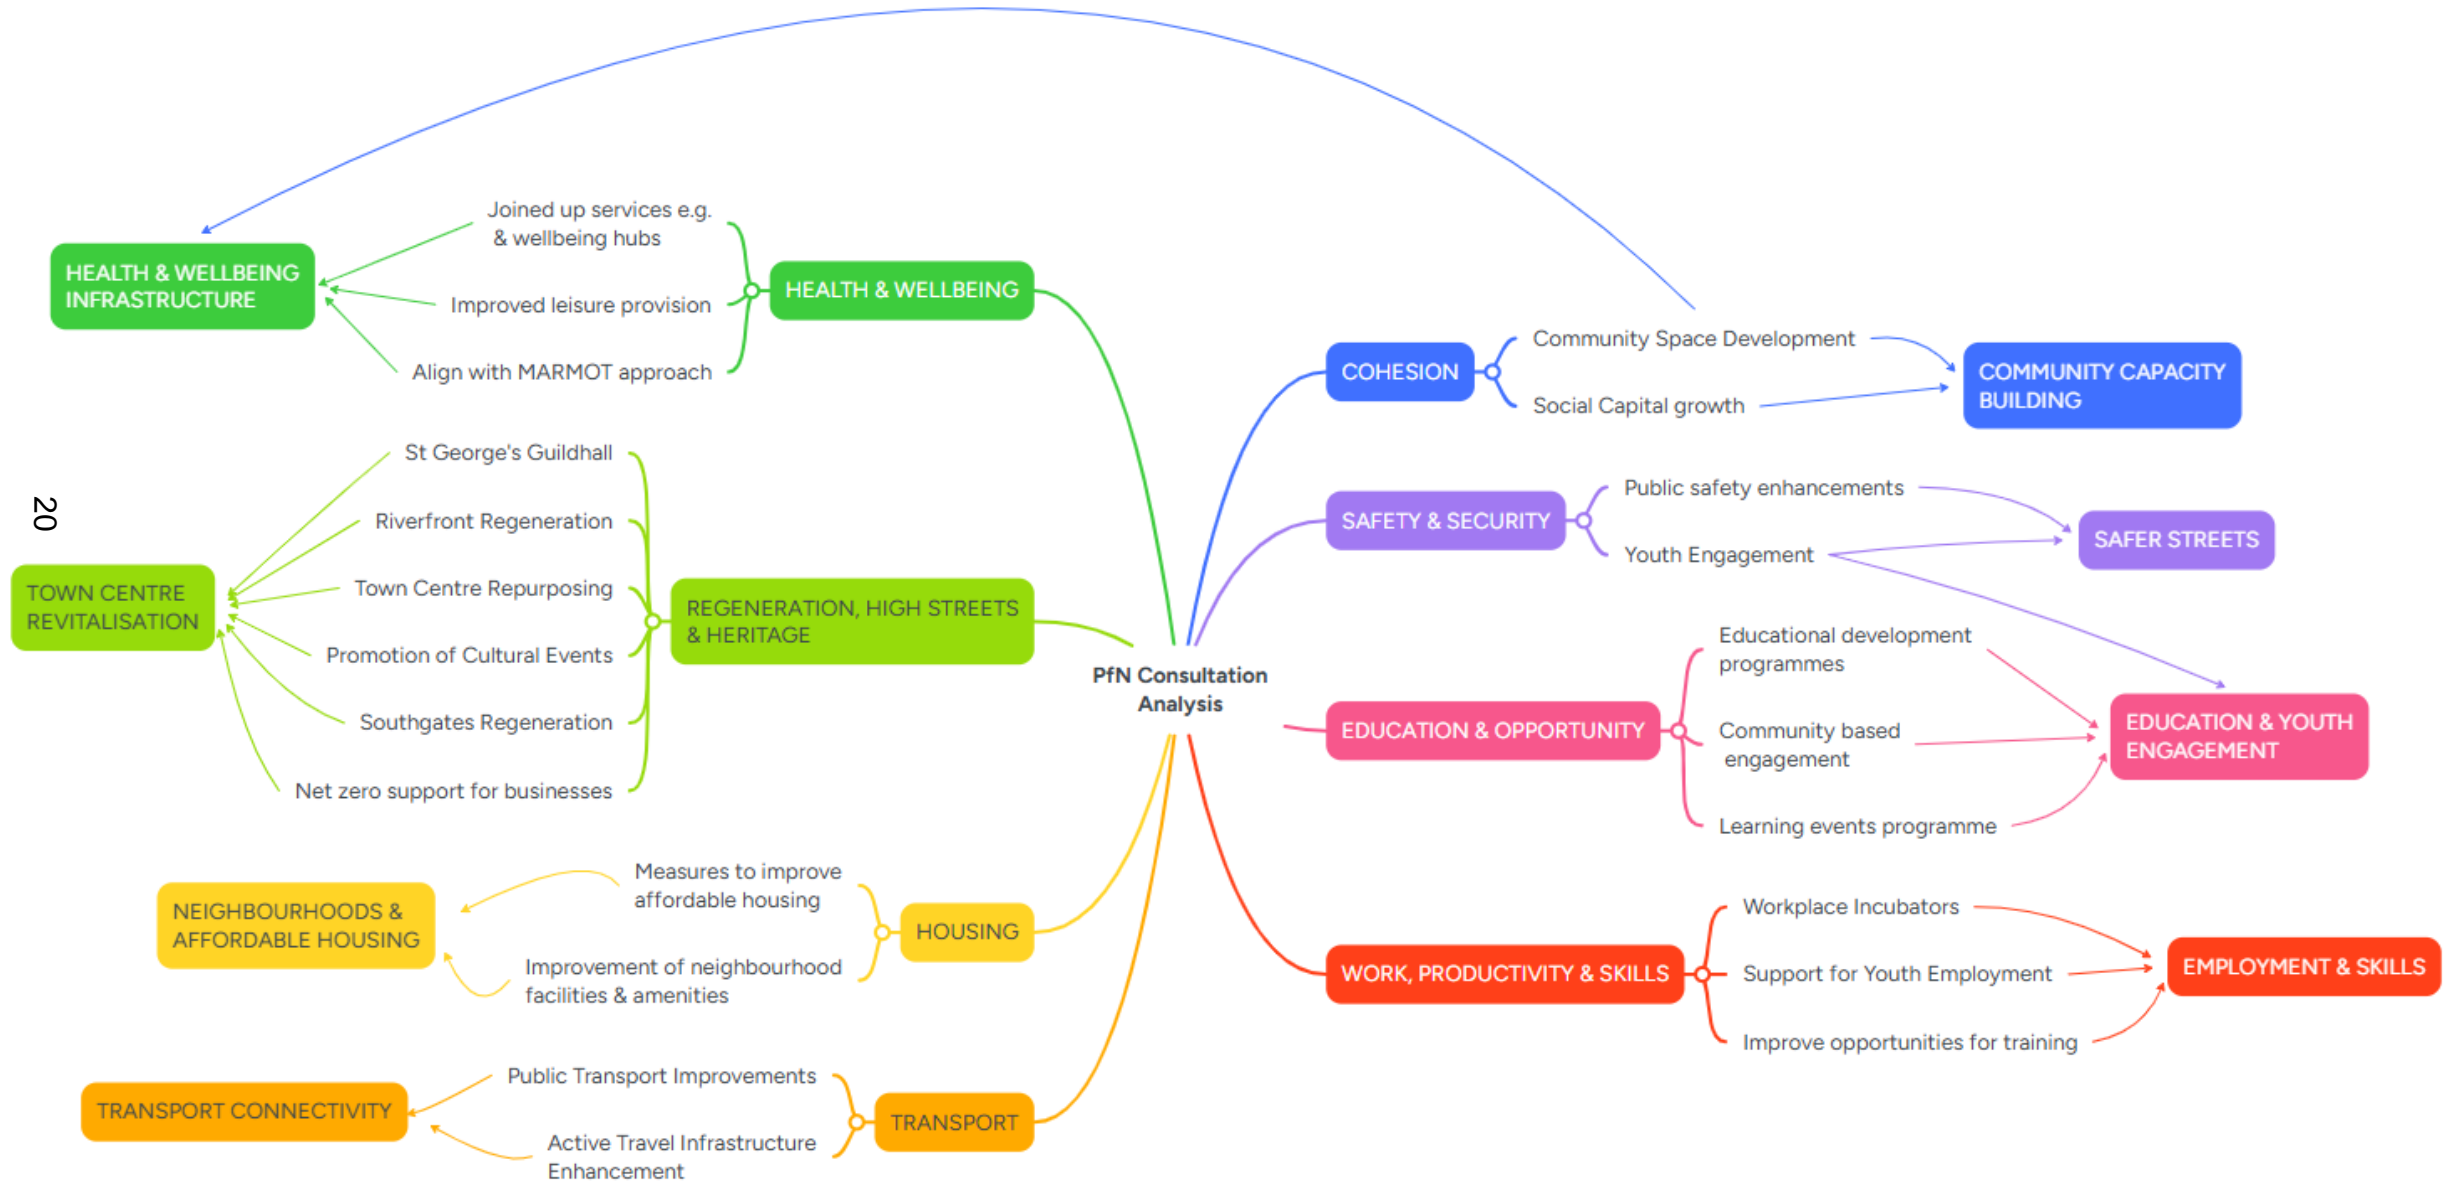 Joined up services e.g.
& wellbeing hubs
HEALTH & WELLBEING
INFRASTRUCTURE
Improved leisure provision
Align with MARMOT approach
HEALTH & WELLBEING
St George's Guildhall
Riverfront Regeneration
Town Centre Repurposing
Promotion of Cultural Events
Southgates Regeneration
Net zero support for businesses
20
TOWN CENTRE
REVITALISATION
REGENERATION, HIGH STREETS
& HERITAGE
Measures to improve
affordable housing
Improvement of neighbourhood
facilities & amenities
NEIGHBOURHOODS &
AFFORDABLE HOUSING
HOUSING
Public Transport Improvements
Active Travel Infrastructure
Enhancement
TRANSPORT CONNECTIVITY
TRANSPORT
PfN Consultation
Analysis
COHESION
Community Space Development
Social Capital growth
COMMUNITY CAPACITY
BUILDING
SAFETY & SECURITY
Public safety enhancements
Youth Engagement
SAFER STREETS
EDUCATION & OPPORTUNITY
Educational development
programmes
Community based
engagement
Learning events programme
EDUCATION & YOUTH
ENGAGEMENT
WORK, PRODUCTIVITY & SKILLS
Workplace Incubators
Support for Youth Employment
Improve opportunities for training
EMPLOYMENT & SKILLS